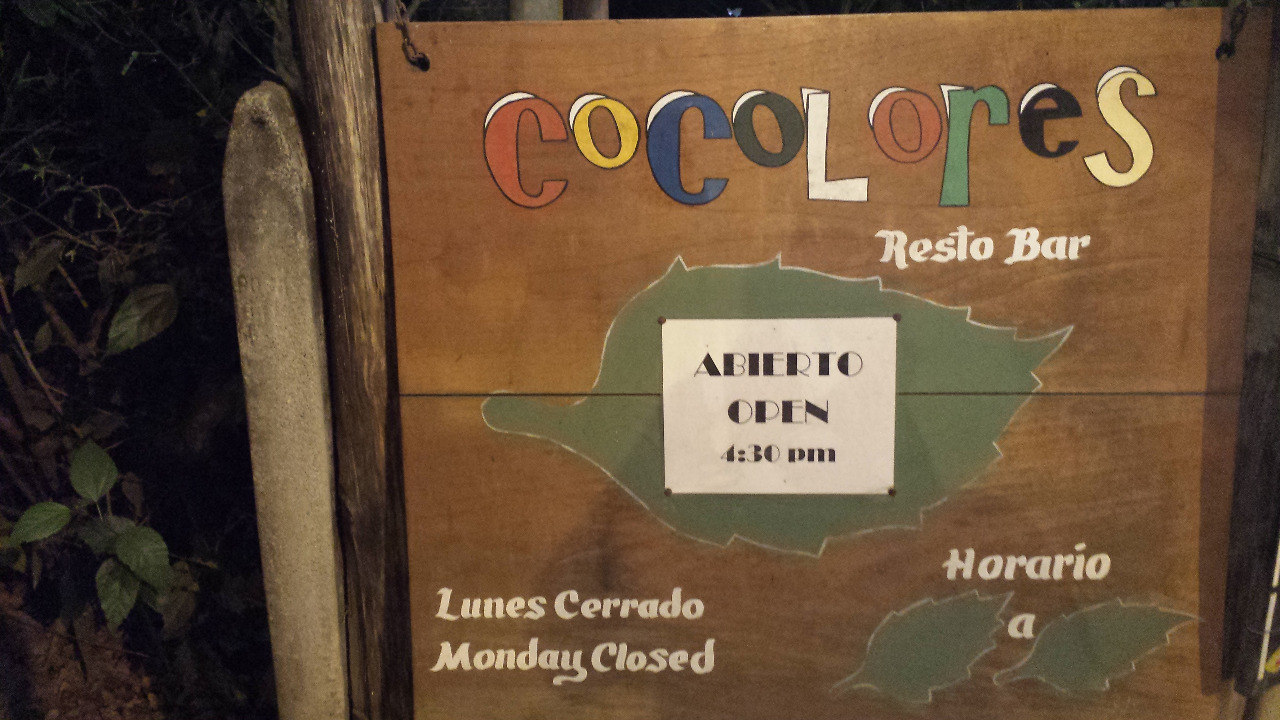 COCOLOreS
Resto Bar
ABIERTO
OPEN
4:30 pm
Horario
a
Lunes Cerrado
Monday Closed